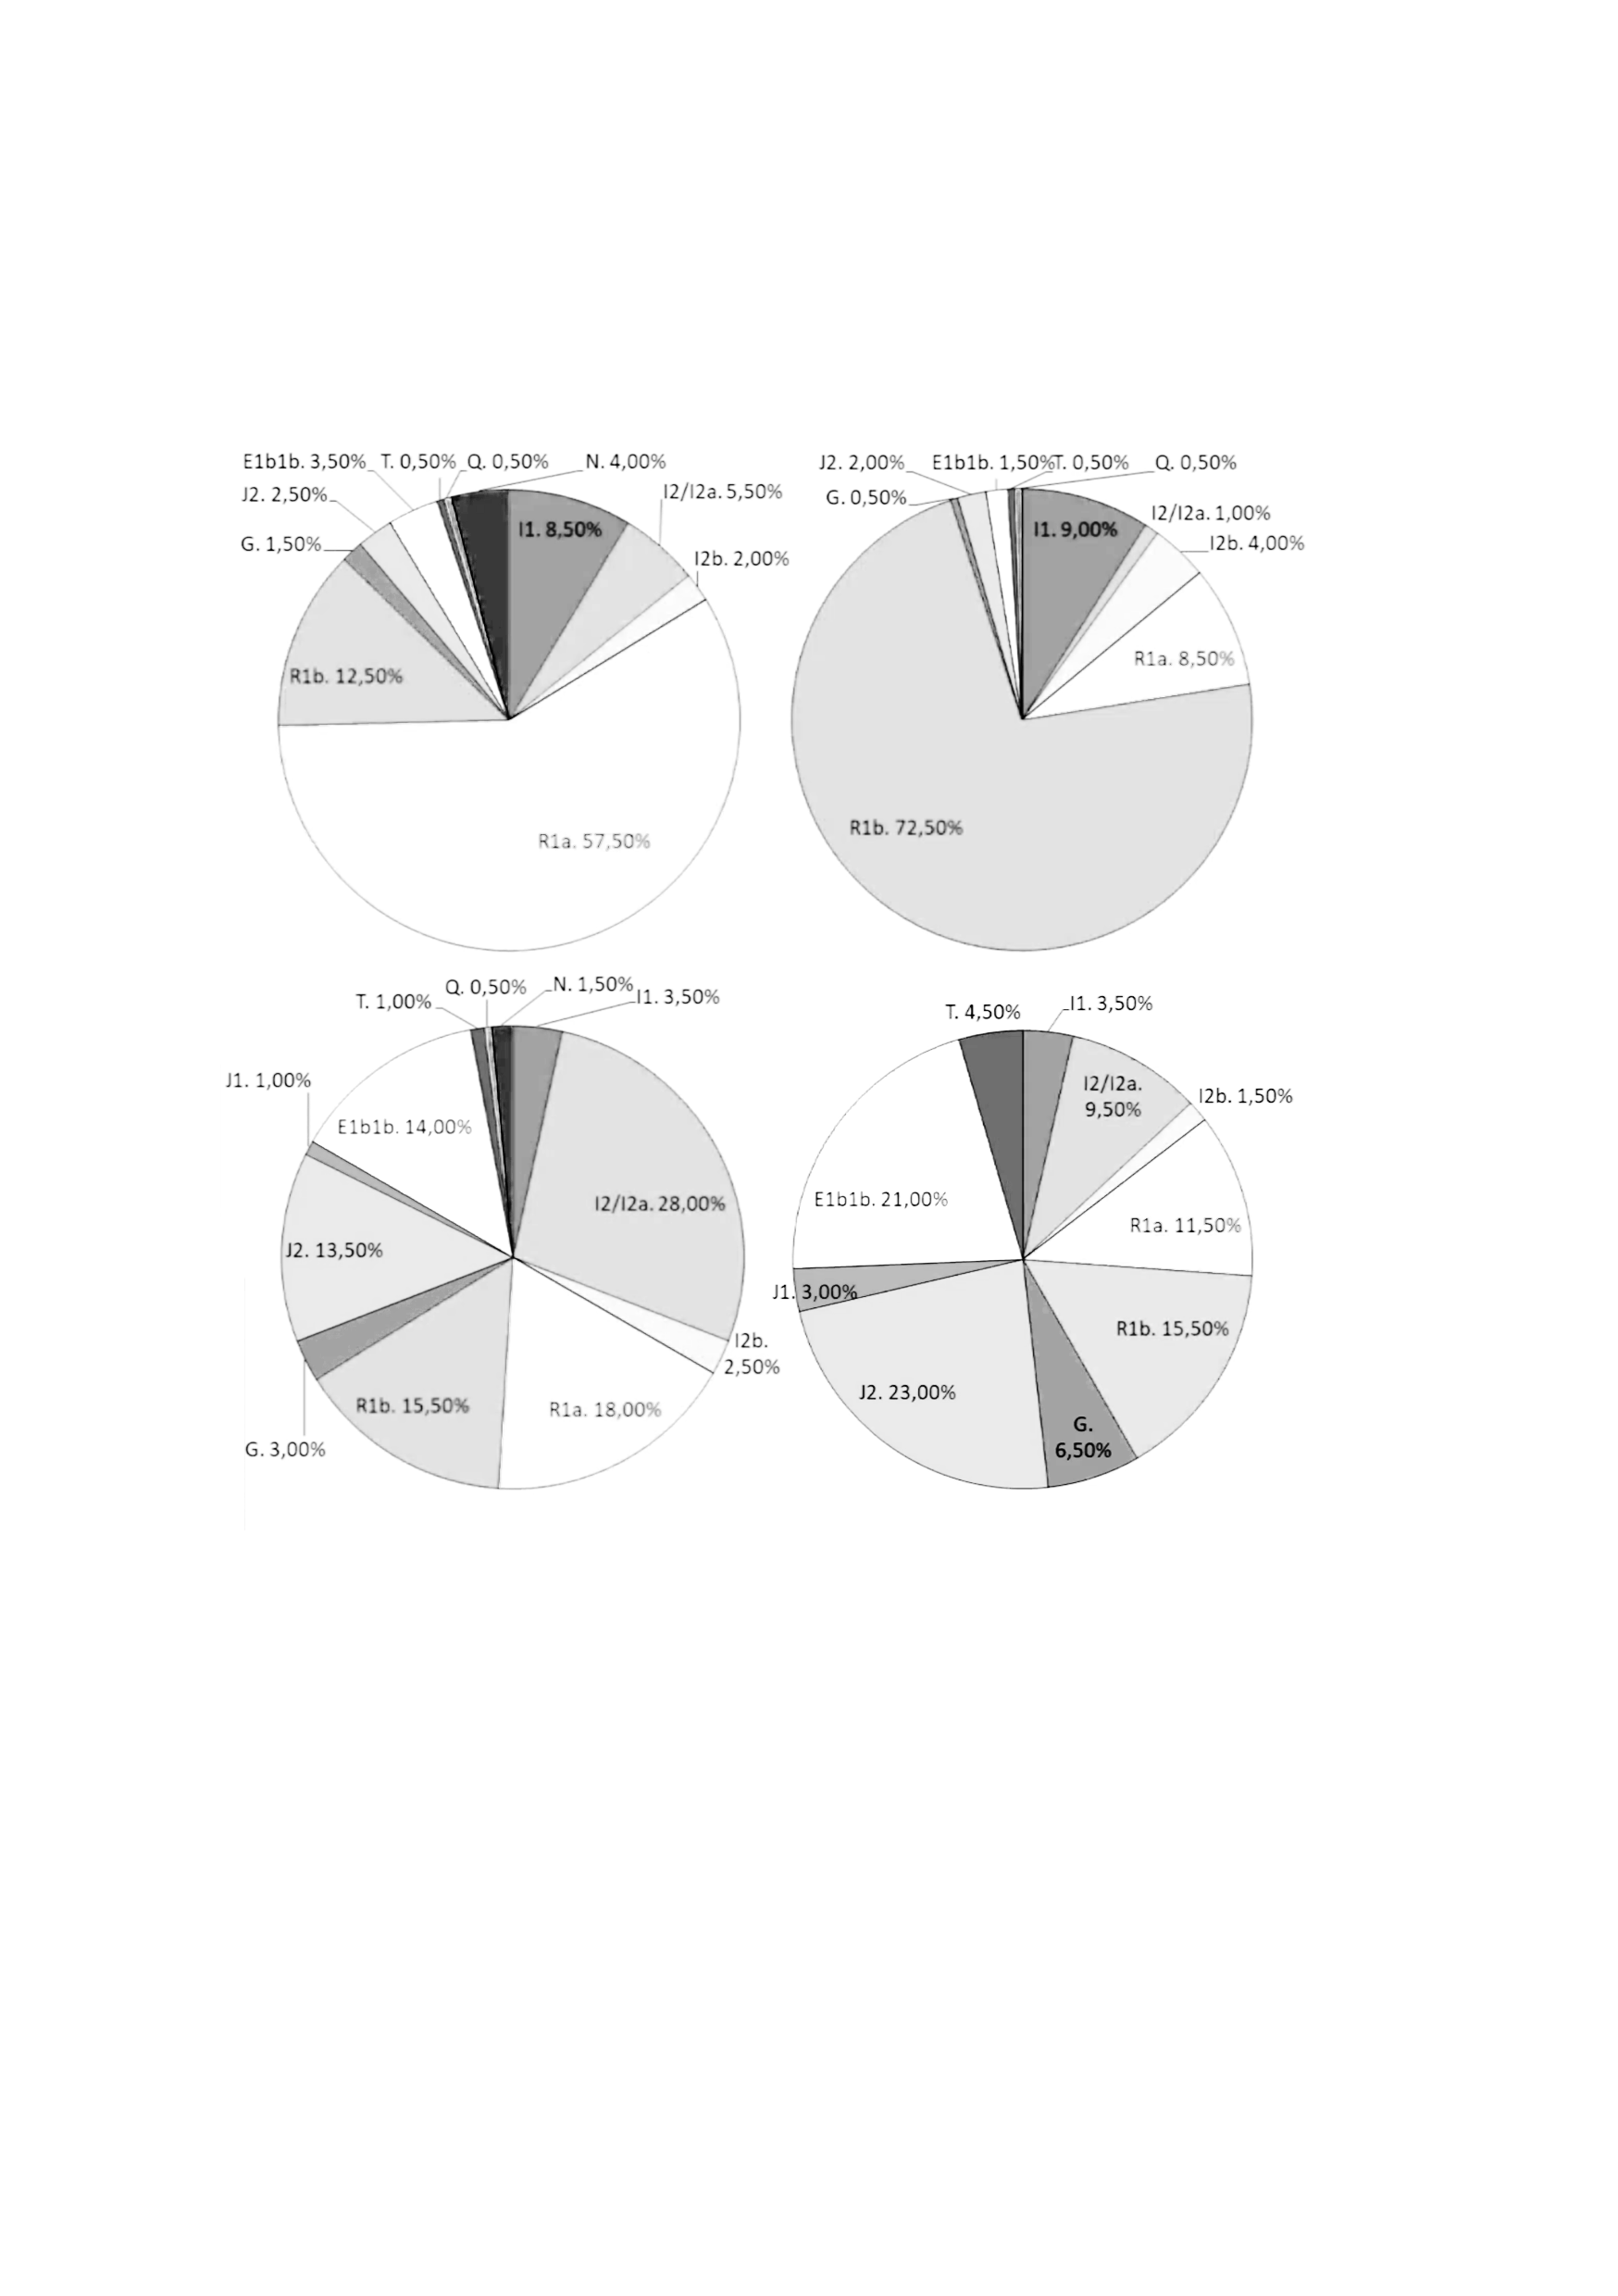 E1b1b. 3,50%
T. 0,50%
Q. 0,50%
N. 4,00%
J2. 2,50%
I2/I2a. 5,50%
I1. 8,50%
G. 1,50%
I2b. 2,00%
R1b. 12,50%
R1a. 57,50%
J2. 2,00%
E1b1b. 1,50%
T. 0,50%
Q. 0,50%
G. 0,50%
I2/I2a. 1,00%
I1. 9,00%
I2b. 4,00%
R1a. 8,50%
R1b. 72,50%
Q. 0,50%
N. 1,50%
T. 1,00%
I1. 3,50%
J1. 1,00%
E1b1b. 14,00%
I2/I2a. 28,00%
J2. 13,50%
I2b.
2,50%
R1b. 15,50%
R1a. 18,00%
G. 3,00%
T. 4,50%
I1. 3,50%
I2/I2a.
9,50%
I2b. 1,50%
E1b1b. 21,00%
R1a. 11,50%
J1. 3,00%
R1b. 15,50%
J2. 23,00%
G.
6,50%